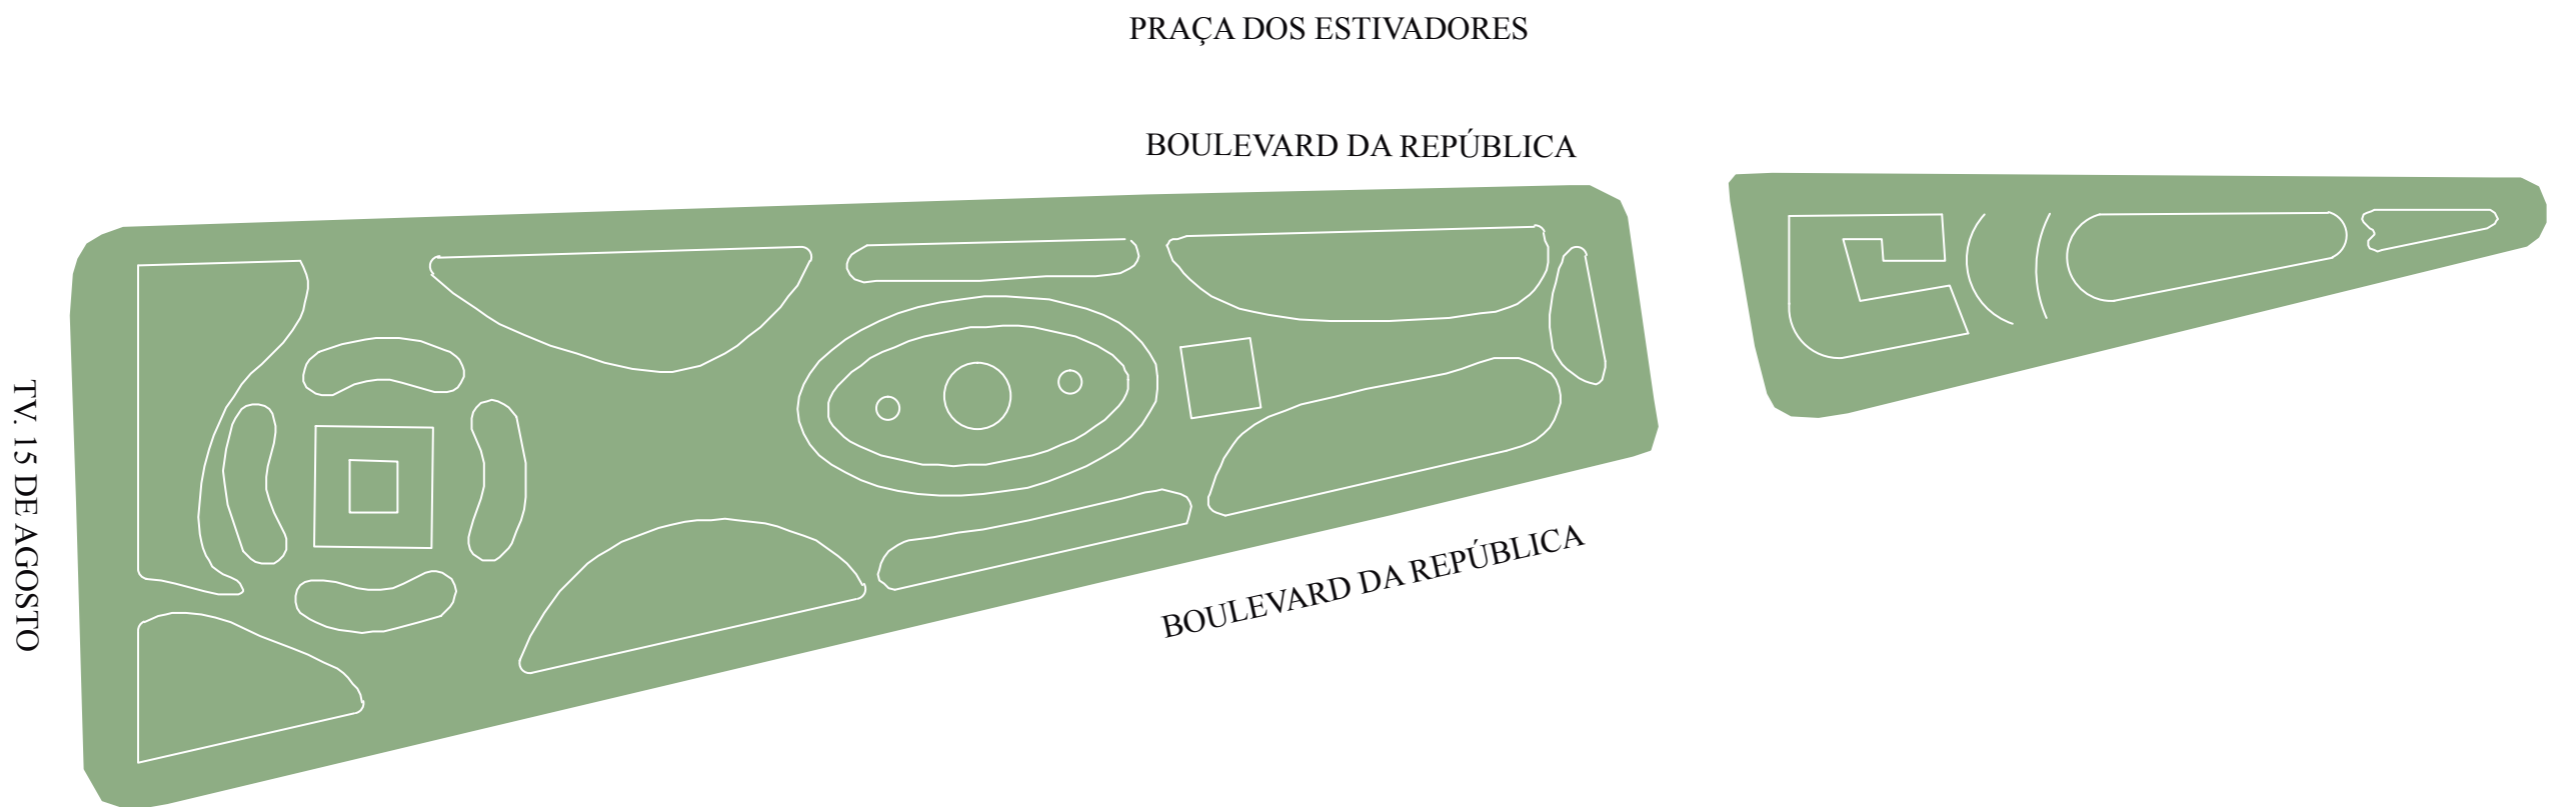 PRAÇA DOS ESTIVADORES
BOULEVARD DA REPÚBLICA
TV. 15 DE AGOSTO
BOULEVARD DA REPÚBLICA